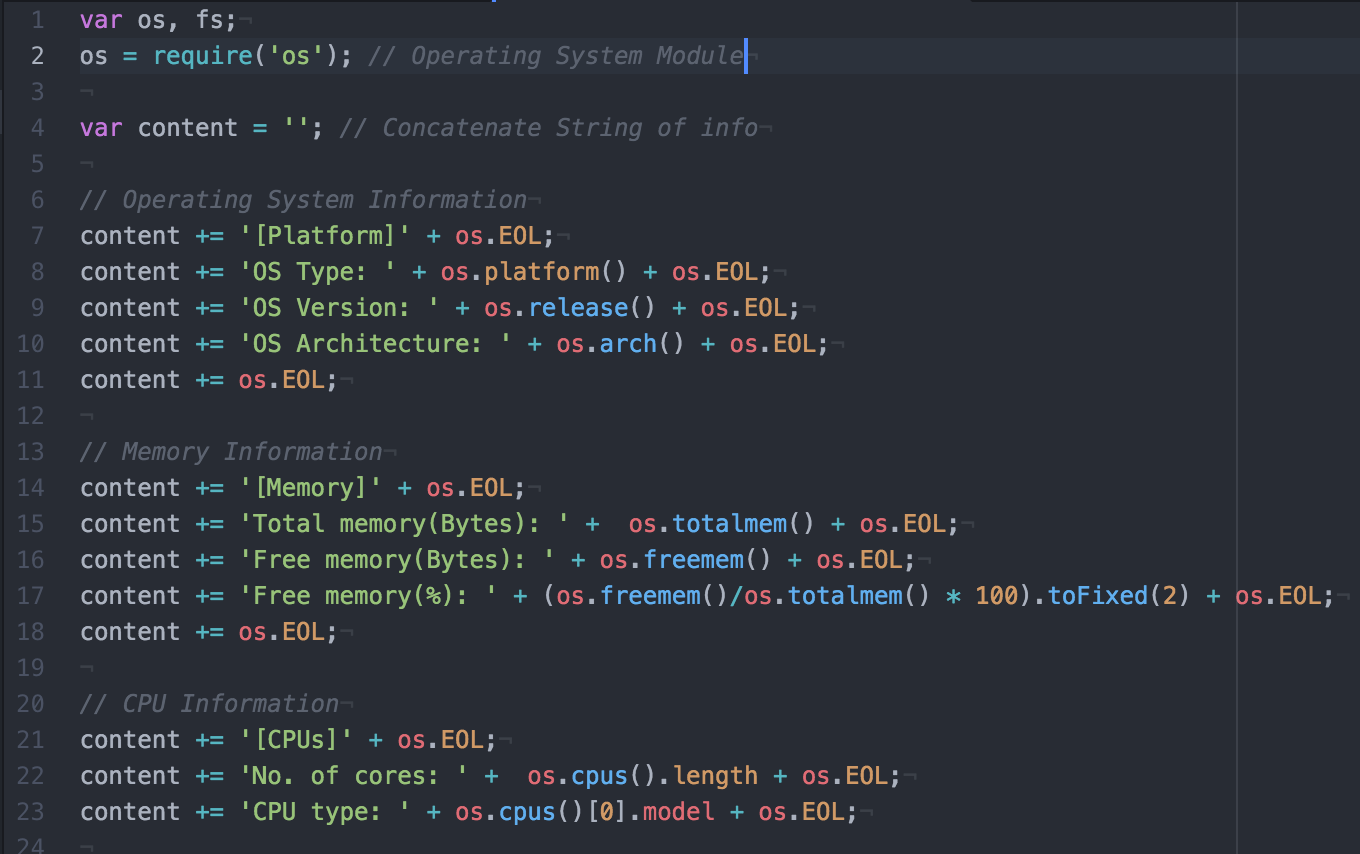 1 var os, fs;¬
2 os = require('os'); // Operating System Module¬
3 ¬
4 var content = ''; // Concatenate String of info¬
5 ¬
6 // Operating System Information¬
7 content += '[Platform]' + os.EOL;¬
8 content += 'OS Type: ' + os.platform() + os.EOL;¬
9 content += 'OS Version: ' + os.release() + os.EOL;¬
10 content += 'OS Architecture: ' + os.arch() + os.EOL;¬
11 content += os.EOL;¬
12 ¬
13 // Memory Information¬
14 content += '[Memory]' + os.EOL;¬
15 content += 'Total memory(Bytes): ' +  os.totalmem() + os.EOL;¬
16 content += 'Free memory(Bytes): ' + os.freemem() + os.EOL;¬
17 content += 'Free memory(%): ' + (os.freemem()/os.totalmem() * 100).toFixed(2) + os.EOL;¬
18 content += os.EOL;¬
19 ¬
20 // CPU Information¬
21 content += '[CPUs]' + os.EOL;¬
22 content += 'No. of cores: ' +  os.cpus().length + os.EOL;¬
23 content += 'CPU type: ' + os.cpus()[0].model + os.EOL;¬
24 ¬